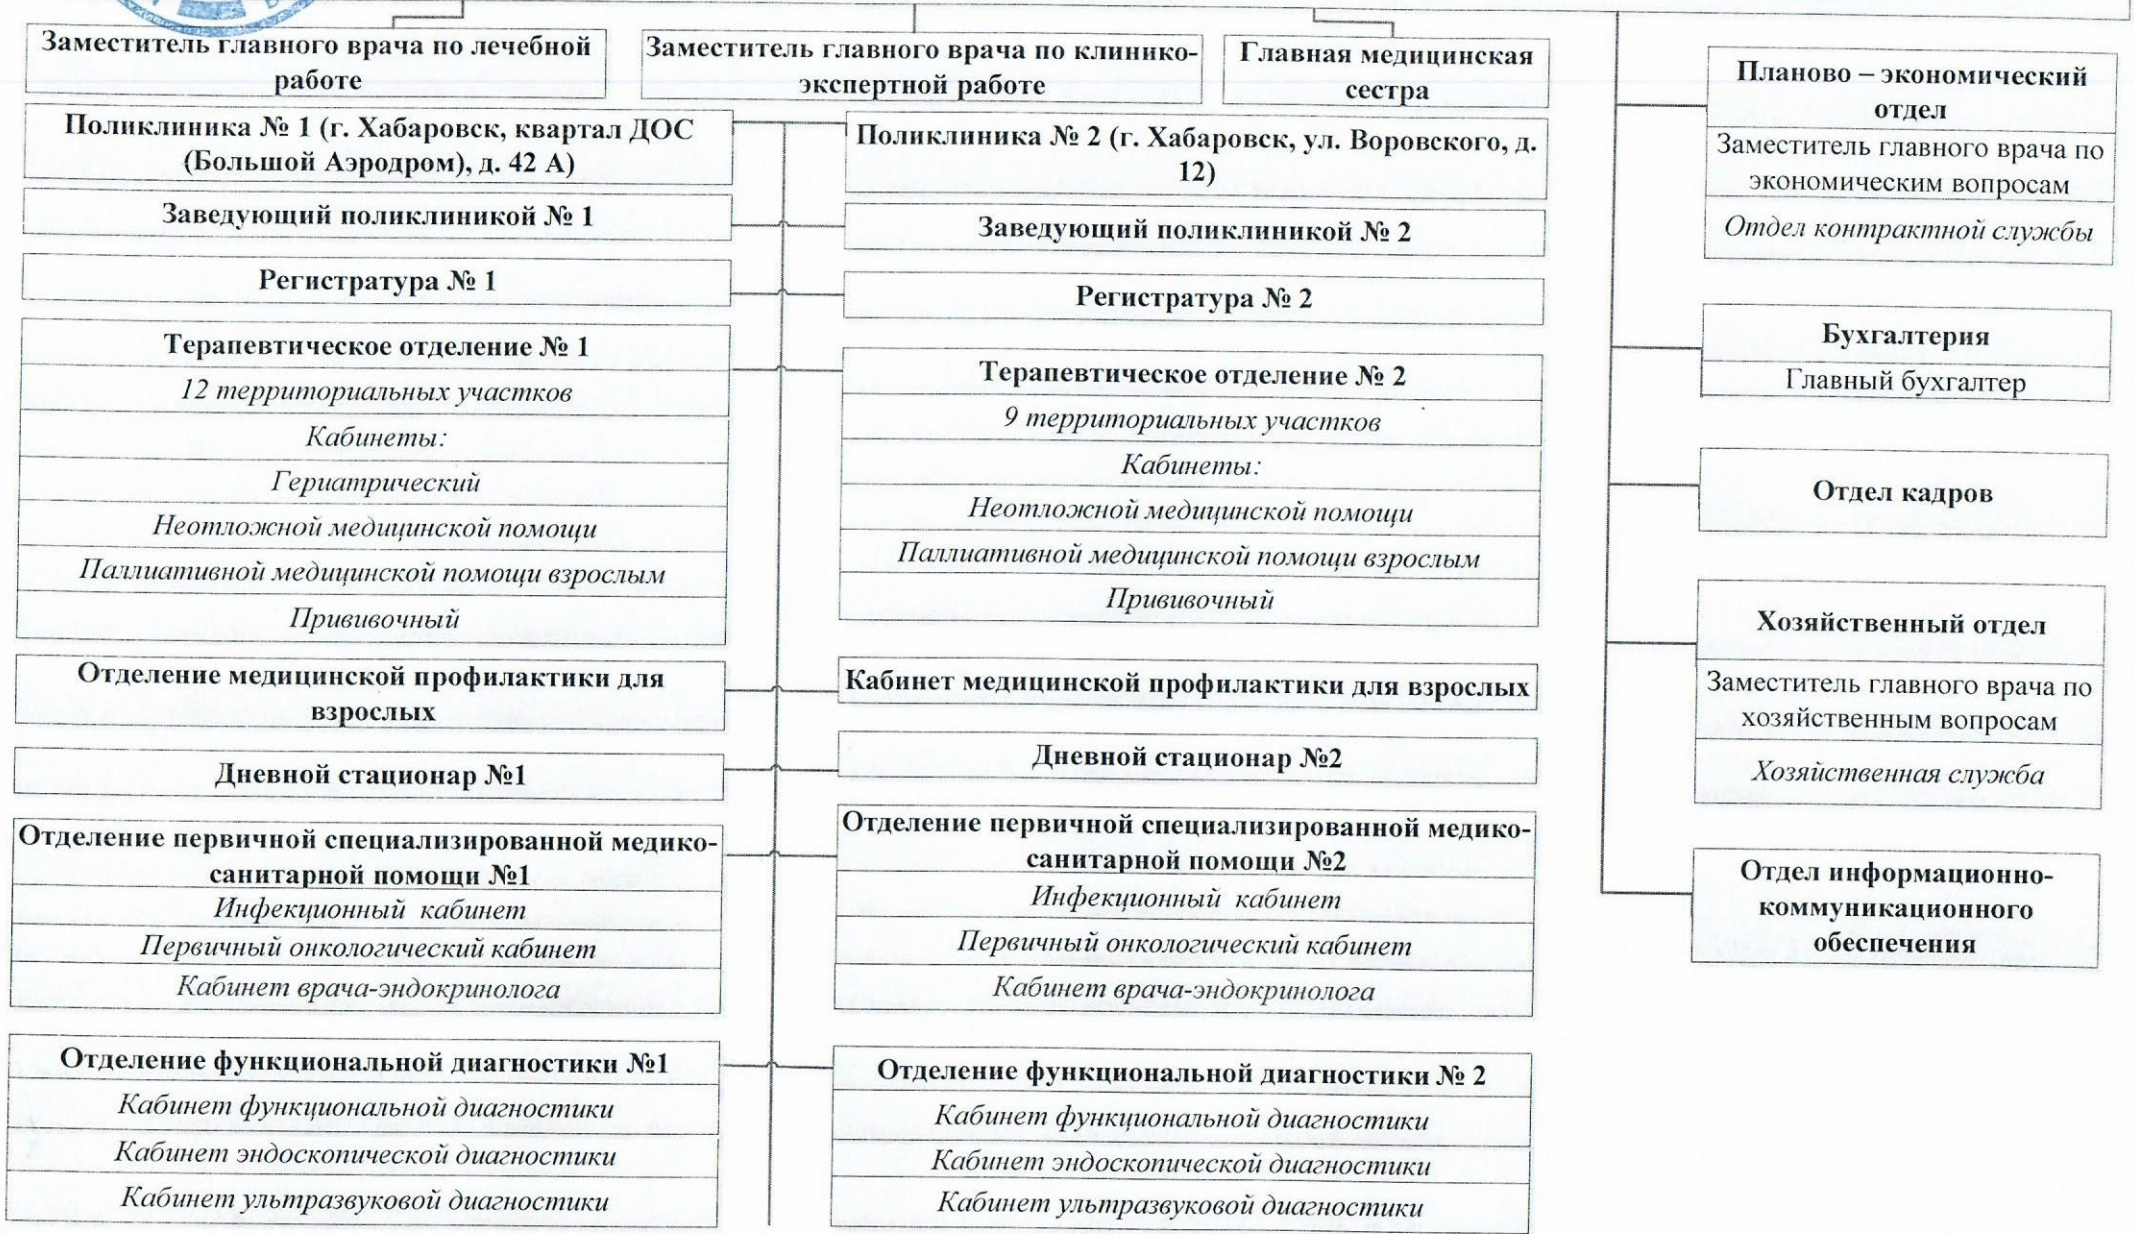 Заместитель главного врача по лечебной
работе
Заместитель главного врача по клинико-
экспертной работе
Главная медицинская
сестра
Поликлиника № 1 (г. Хабаровск, квартал ДОС
(Большой Аэродром), д. 42 А)
Заведующий поликлиникой № 1
Регистратура № 1
Терапевтическое отделение № 1
12 территориальных участков
Кабинеты:
Гериатрический
Неотложной медицинской помощи
Паллиативной медицинской помощи взрослым
Прививочный
Отделение медицинской профилактики для
взрослых
Дневной стационар №1
Отделение первичной специализированной медико-
санитарной помощи №1
Инфекционный кабинет
Первичный онкологический кабинет
Кабинет врача-эндокринолога
Отделение функциональной диагностики №1
Кабинет функциональной диагностики
Кабинет эндоскопической диагностики
Кабинет ультразвуковой диагностики
Поликлиника № 2 (г. Хабаровск, ул. Воровского, д.
12)
Заведующий поликлиникой № 2
Регистратура № 2
Терапевтическое отделение № 2
9 территориальных участков
Кабинеты:
Неотложной медицинской помощи
Паллиативной медицинской помощи взрослым
Прививочный
Кабинет медицинской профилактики для взрослых
Дневной стационар №2
Отделение первичной специализированной медико-
санитарной помощи №2
Инфекционный кабинет
Первичный онкологический кабинет
Кабинет врача-эндокринолога
Отделение функциональной диагностики № 2
Кабинет функциональной диагностики
Кабинет эндоскопической диагностики
Кабинет ультразвуковой диагностики
Планово – экономический
отдел
Заместитель главного врача по
экономическим вопросам
Отдел контрактной службы
Бухгалтерия
Главный бухгалтер
Отдел кадров
Хозяйственный отдел
Заместитель главного врача по
хозяйственным вопросам
Хозяйственная служба
Отдел информационно-
коммуникационного
обеспечения